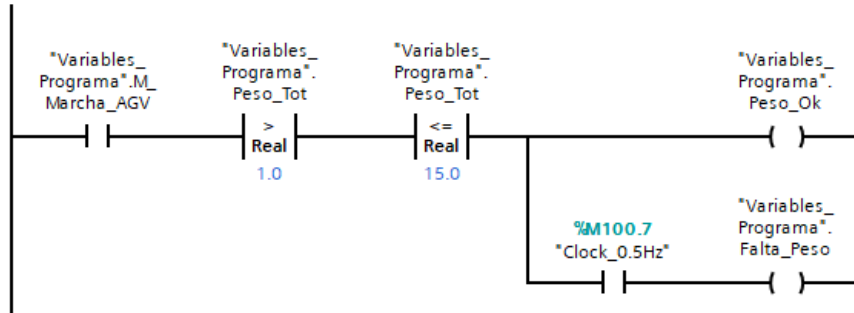 "Variables_
Programa".M_
Marcha_AGV
"Variables_
Programa".
Peso_Tot
>
Real
1.0
"Variables_
Programa".
Peso_Tot
<=
Real
15.0
"Variables_
Programa".
Peso_Ok
%M100.7
"Clock_0.5Hz"
"Variables_
Programa".
Falta_Peso